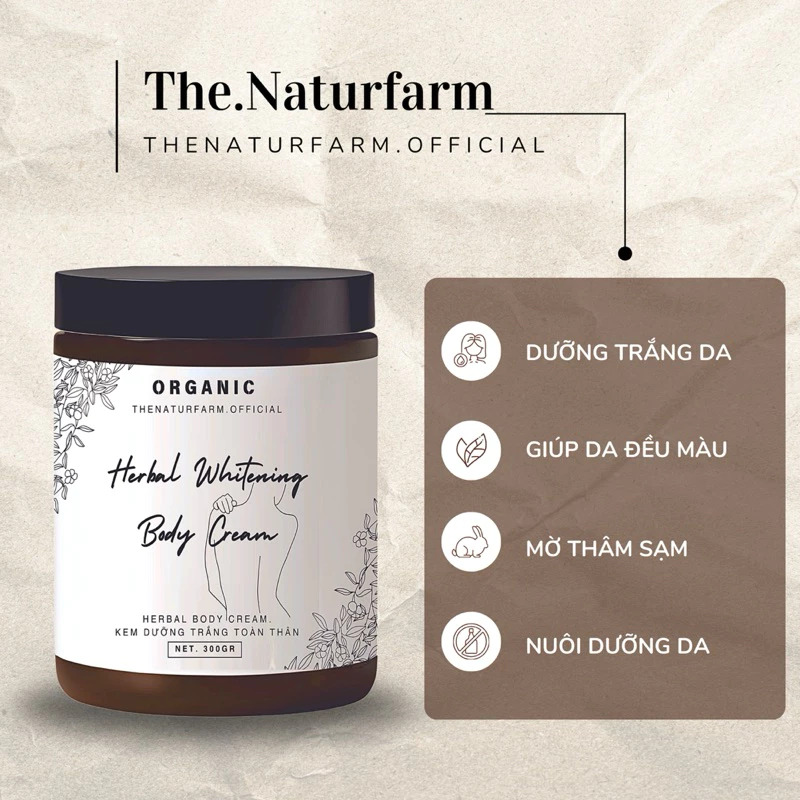 The.Naturfarm
THENATURFARM.OFFICIAL
ORGANIC
THENATURFARM.OFFICIAL
Herbal Whitening
Body Cream
HERBAL BODY CREAM.
KEM DƯỠNG TRẮNG TOÀN THÂN
NET. 300GR
DƯỠNG TRẮNG DA
GIÚP DA ĐỀU MÀU
MỜ THÂM SẠM
NUÔI DƯỠNG DA